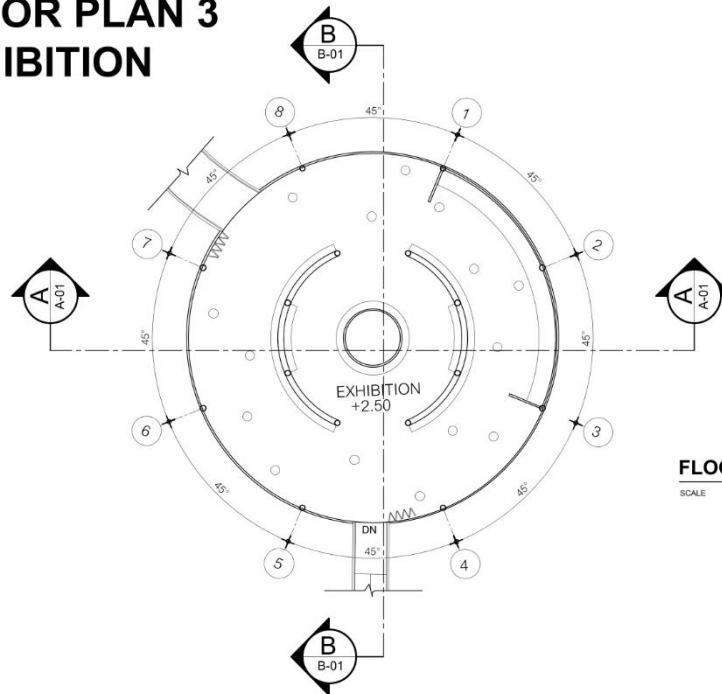 OR PLAN 3
IBITION
B
B-01
45°
8
1
45°
45°
7
2
A
A-01
A
A-01
45°
45°
EXHIBITION
+2.50
6
3
FLOO
SCALE
45°
45°
DN
45°
5
4
B
B-01